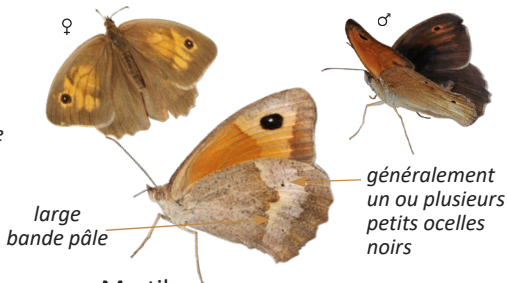 ♀
♂
e
large
bande pâle
généralement
un ou plusieurs
petits ocelles
noirs